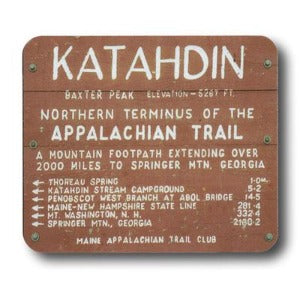 KATAHDIN
BAXTER PEAK ELEVATION - 5267 FT.
NORTHERN TERMINUS OF THE
APPALACHIAN TRAIL
A MOUNTAIN FOOTPATH EXTENDING OVER
2000 MILES TO SPRINGER MTN, GEORGIA
← THOREAU SPRING 1.0
← KATAHDIN STREAM CAMPGROUND 5.2
← PENOBSCOT WEST BRANCH AT ABOL BRIDGE 14.5
← MAINE-NEW HAMPSHIRE STATE LINE 281.4
← MT. WASHINGTON, N. H. 332.4
← SPRINGER MTN., GEORGIA
MAINE APPALACHIAN TRAIL CLUB